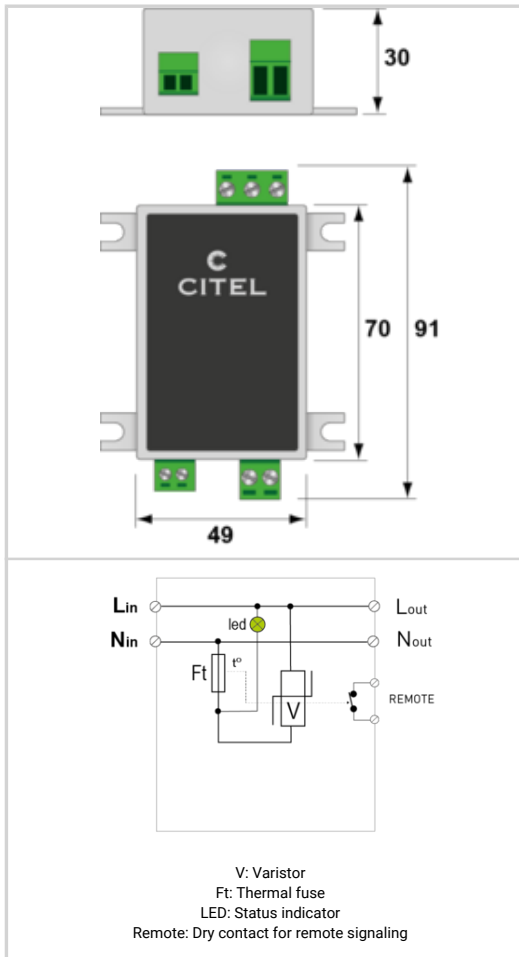 30
C
CITEL
70
91
49
Lin
Lout
led
Nin
Nout
Ft
t°
V
REMOTE
V: Varistor
Ft: Thermal fuse
LED: Status indicator
Remote: Dry contact for remote signaling